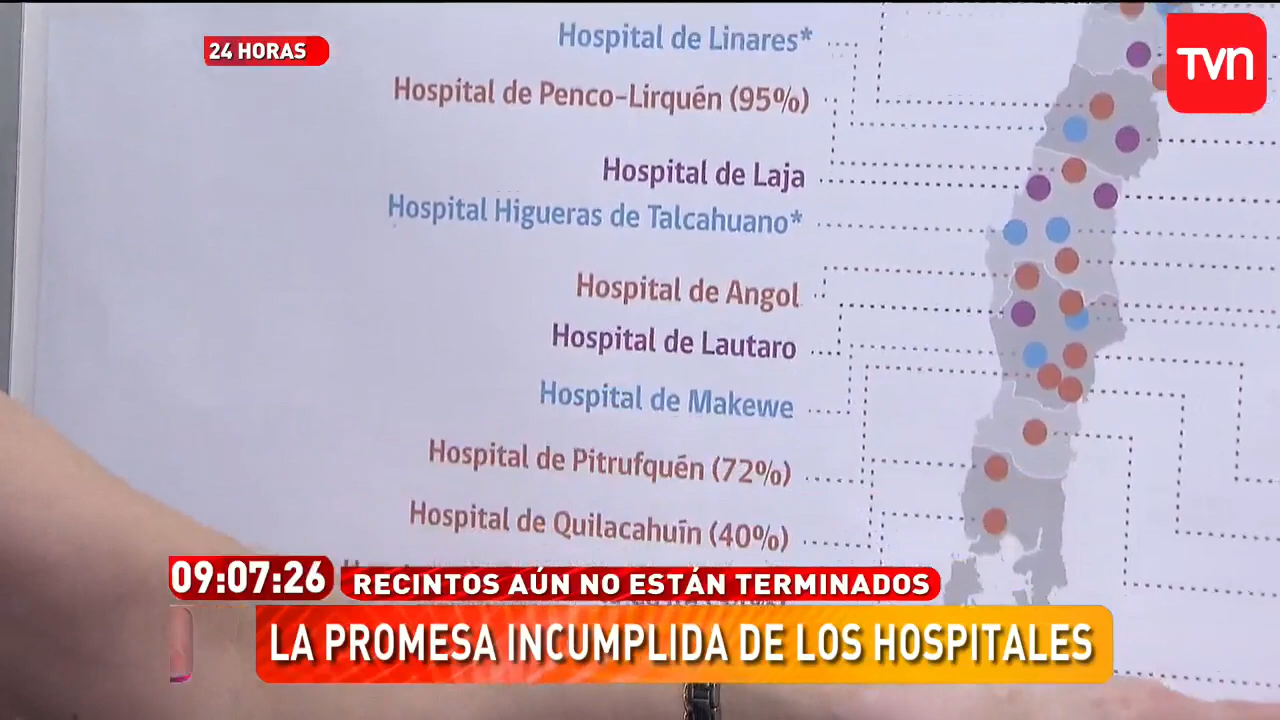 24 HORAS
TVN
Hospital de Linares*
Hospital de Penco-Lirquén (95%)
Hospital de Laja
Hospital Higueras de Talcahuano*
Hospital de Angol
Hospital de Lautaro
Hospital de Makewe
Hospital de Pitrufquén (72%)
Hospital de Quilacahuín (40%)
09:07:26
RECINTOS AÚN NO ESTÁN TERMINADOS
LA PROMESA INCUMPLIDA DE LOS HOSPITALES